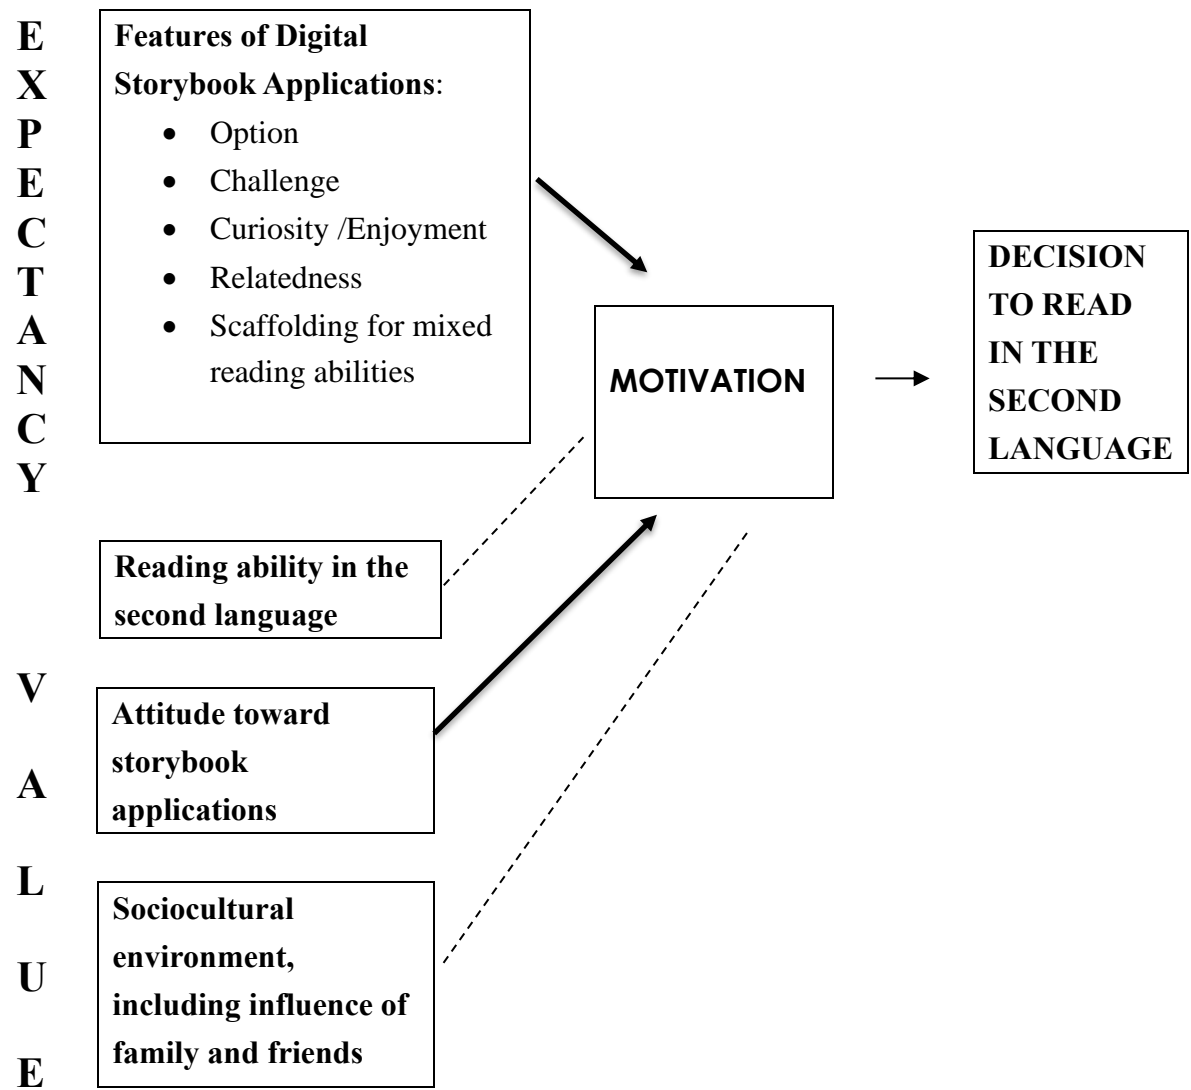 EXPECTANCY
Features of Digital
Storybook Applications:
• Option
• Challenge
• Curiosity /Enjoyment
• Relatedness
• Scaffolding for mixed
reading abilities
MOTIVATION
DECISION
TO READ
IN THE
SECOND
LANGUAGE
Reading ability in the
second language
VALUE
Attitude toward
storybook
applications
Sociocultural
environment,
including influence of
family and friends